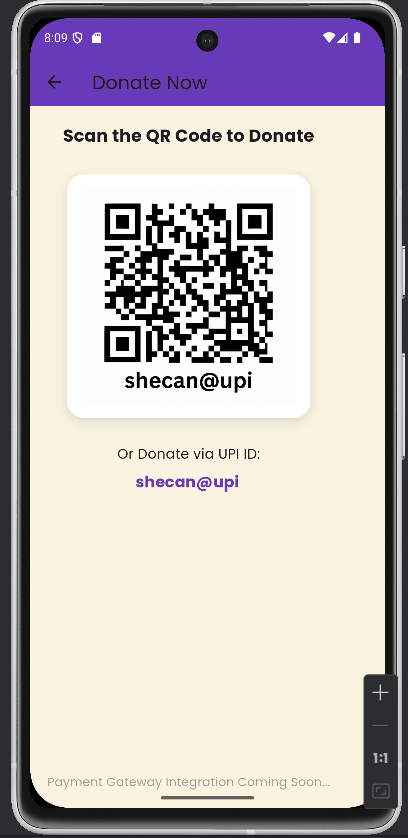 8:09
Donate Now
Scan the QR Code to Donate
shecan@upi
Or Donate via UPI ID:
shecan@upi
Payment Gateway Integration Coming Soon...
1:1